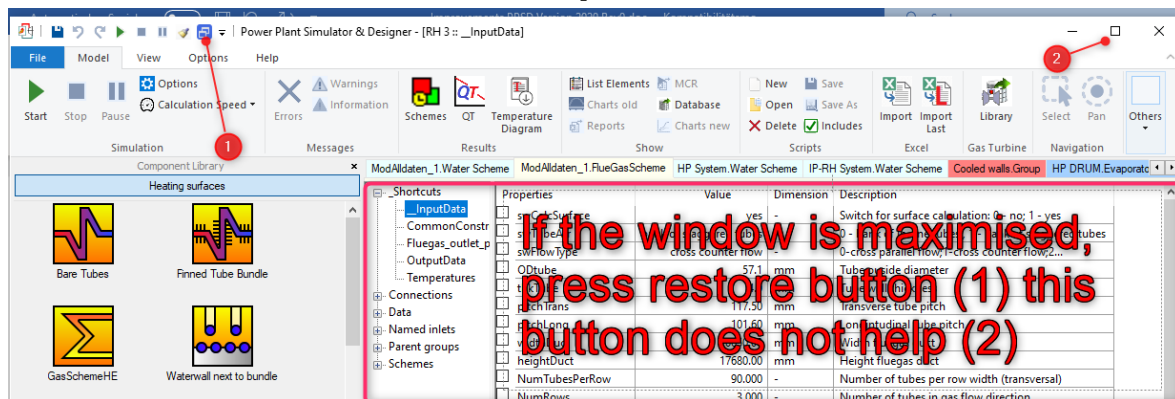 Power Plant Simulator & Designer - [RH 3 :: __InputData]
2
File Model View Options Help
Start Stop Pause
Options
Calculation Speed
Errors
Warnings
Information
Schemes QT Temperature Diagram
List Elements
Charts old
Reports
MCR
Database
Charts new
New
Open
Delete
Save
Save As
Includes
Import Import Last
Library
Select Pan
Others
1
Simulation Messages Results Show Scripts Excel Gas Turbine Navigation
Component Library
ModAlldaten_1.Water Scheme ModAlldaten_1.FlueGasScheme HP System.Water Scheme IP-RH System.Water Scheme Cooled walls.Group HP DRUM.Evaporatc
Heating surfaces
Bare Tubes
Finned Tube Bundle
GasSchemeHE
Waterwall next to bundle
_Shortcuts
__InputData
CommonConstr
Fluegas_outlet_p
OutputData
Temperatures
Connections
Data
Named inlets
Parent groups
Schemes
Properties Value Dimension Description
yes - Switch for surface calculation: 0 - no; 1 - yes
swFlowType cross counter flow - 0-cross parallel flow;1-cross counter flow;2...
ODtube 57.1 mm Tube outside diameter
pitchTrans 117.50 mm Transverse tube pitch
pitchLong 101.60 mm Longitudinal tube pitch
heightDuct 17680.00 mm Height fluegas duct
NumTubesPerRow 90.000 - Number of tubes per row width (transversal)
NumRows 3.000 - Number of tubes in gas flow direction
If the window is maximised,
press restore button (1) this
button does not help (2)